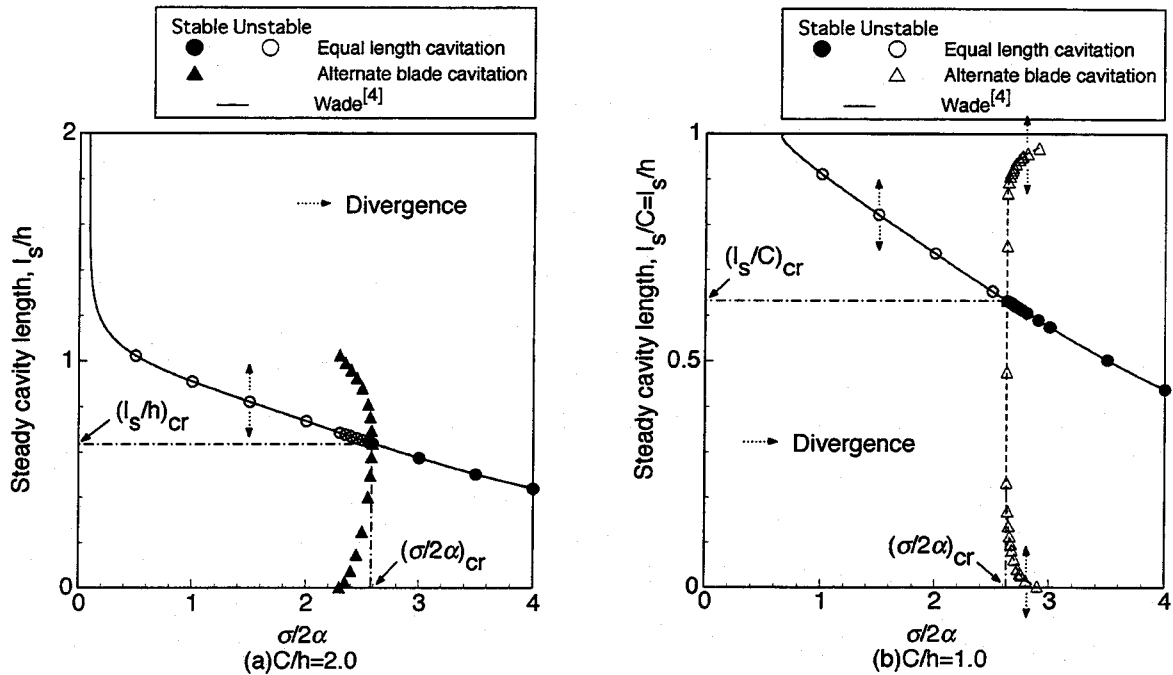 Stable Unstable
Equal length cavitation
Alternate blade cavitation
Wade[4]
2
1
0
Steady cavity length, ls/h
(ls/h)cr
Divergence
(σ/2α)cr
0 1 2 3 4
σ/2α
(a)C/h=2.0
Stable Unstable
Equal length cavitation
Alternate blade cavitation
Wade[4]
1
0.5
0
Steady cavity length, ls/C=ls/h
(ls/C)cr
Divergence
(σ/2α)cr
0 1 2 3 4
σ/2α
(b)C/h=1.0